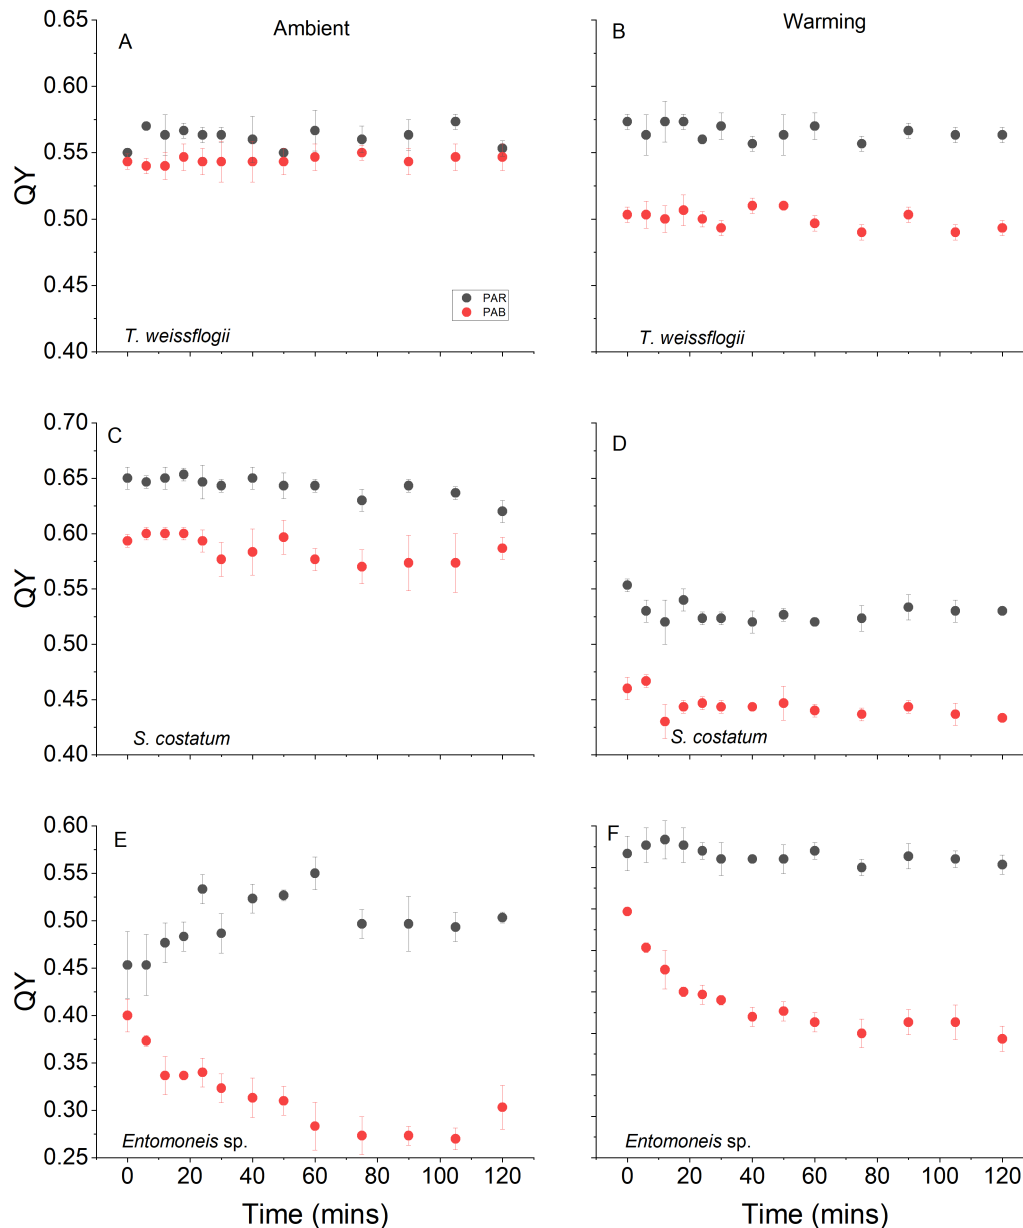 Ambient
Warming
A
B
0.65
0.60
0.55
0.50
0.45
0.40
QY
PAR
PAB
T. weissflogii
T. weissflogii
C
D
0.70
0.65
0.60
0.55
0.50
0.45
0.40
QY
S. costatum
S. costatum
E
F
0.60
0.55
0.50
0.45
0.40
0.35
0.30
0.25
QY
Entomoneis sp.
Entomoneis sp.
0 20 40 60 80 100 120
0 20 40 60 80 100 120
Time (mins)
Time (mins)